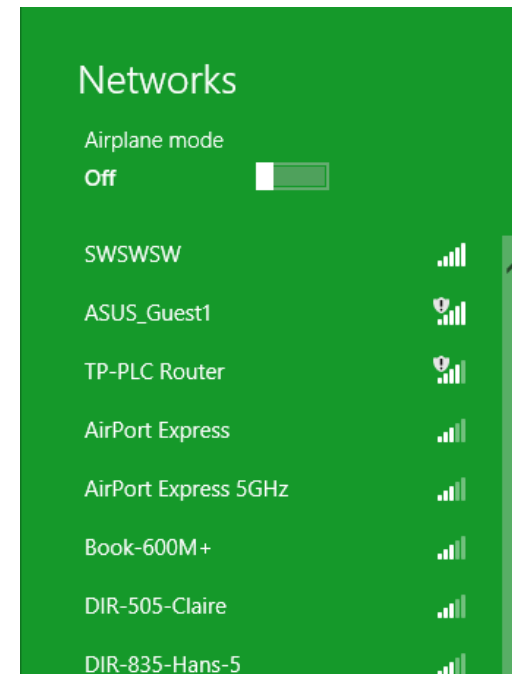 Networks
Airplane mode
Off
SWSWSW
ASUS_Guest1
TP-PLC Router
AirPort Express
AirPort Express 5GHz
Book-600M+
DIR-505-Claire
DIR-835-Hans-5